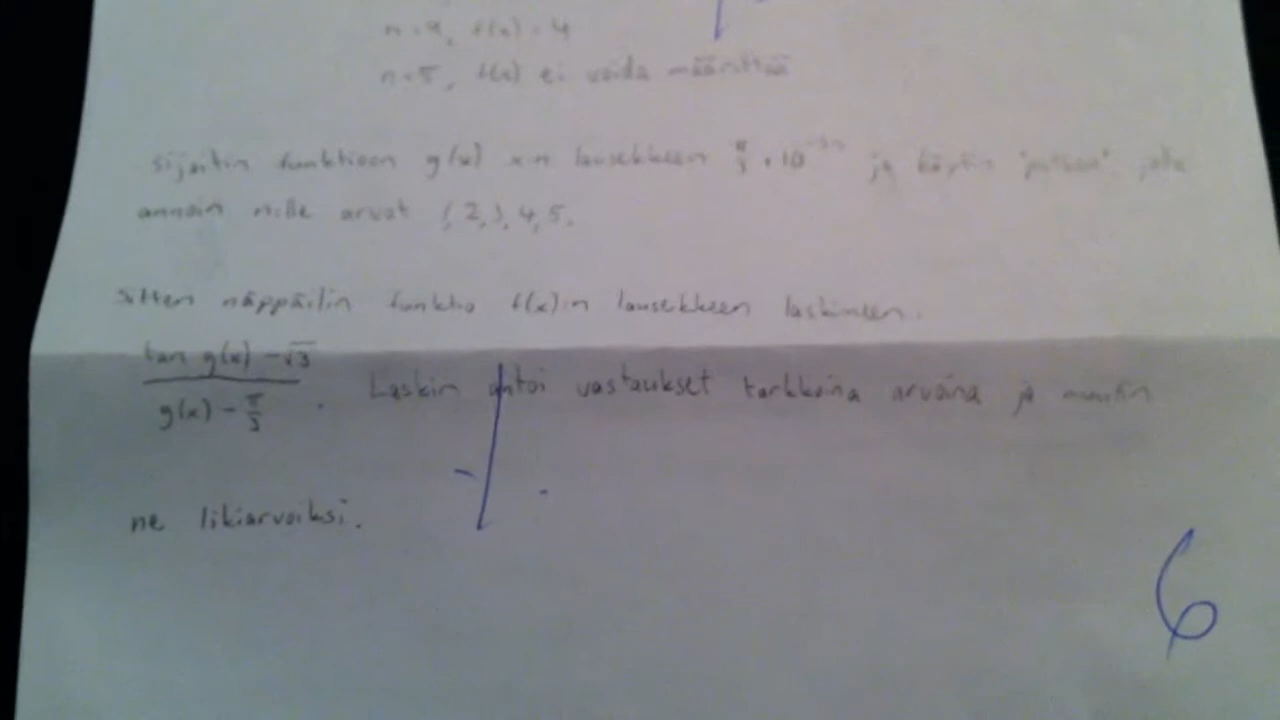 n=4, f(x)=4
n=5, f(x) ei voida määrittää
sijoitin funktioon g(x) x:n lausekkeen π/3 + 10 ja käytin
annoin n:lle arvot 1,2,3,4,5.
Sitten näppäilin funktio f(x):n lausekkeen laskimeen.
tan g(x) - √3
g(x) - π/3 . Laskin antoi vastaukset tarkkoina arvoina ja muutin
ne likiarvoiksi.
6